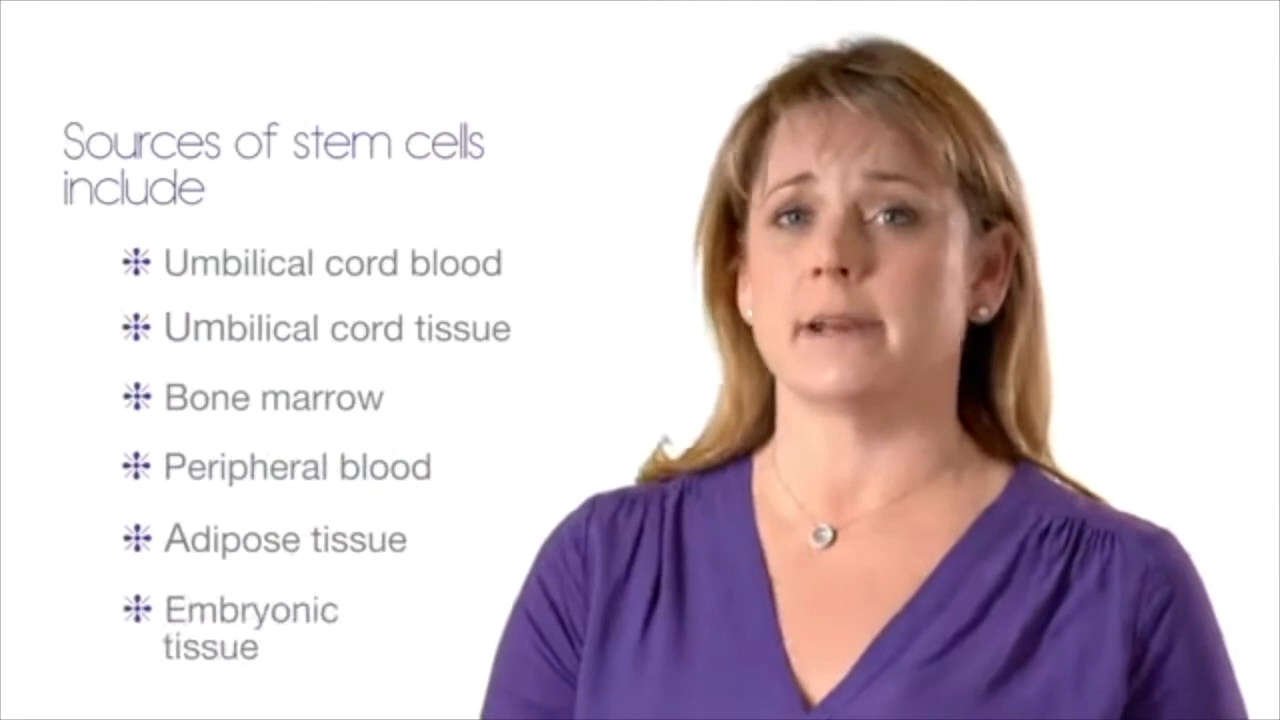 Sources of stem cells
include
Umbilical cord blood
Umbilical cord tissue
Bone marrow
Peripheral blood
Adipose tissue
Embryonic
tissue